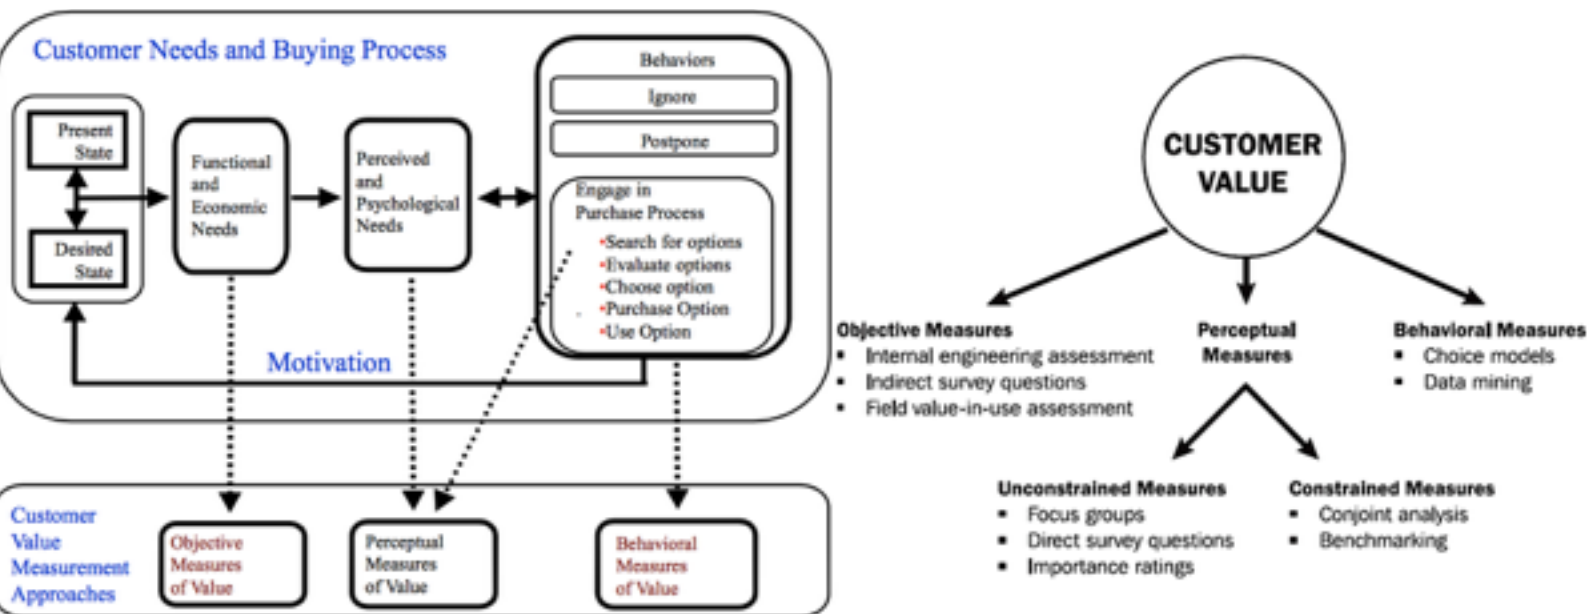 Customer Needs and Buying Process
Present
State
Desired
State
Functional
and
Economic
Needs
Perceived
and
Psychological
Needs
Behaviors
Ignore
Postpone
Engage in
Purchase Process
•Search for options
•Evaluate options
•Choose option
•Purchase Option
•Use Option
Motivation
Customer
Value
Measurement
Approaches
Objective
Measures
of Value
Perceptual
Measures
of Value
Behavioral
Measures
of Value
CUSTOMER
VALUE
Objective Measures
▪ Internal engineering assessment
▪ Indirect survey questions
▪ Field value-in-use assessment
Perceptual
Measures
Behavioral Measures
▪ Choice models
▪ Data mining
Unconstrained Measures
▪ Focus groups
▪ Direct survey questions
▪ Importance ratings
Constrained Measures
▪ Conjoint analysis
▪ Benchmarking